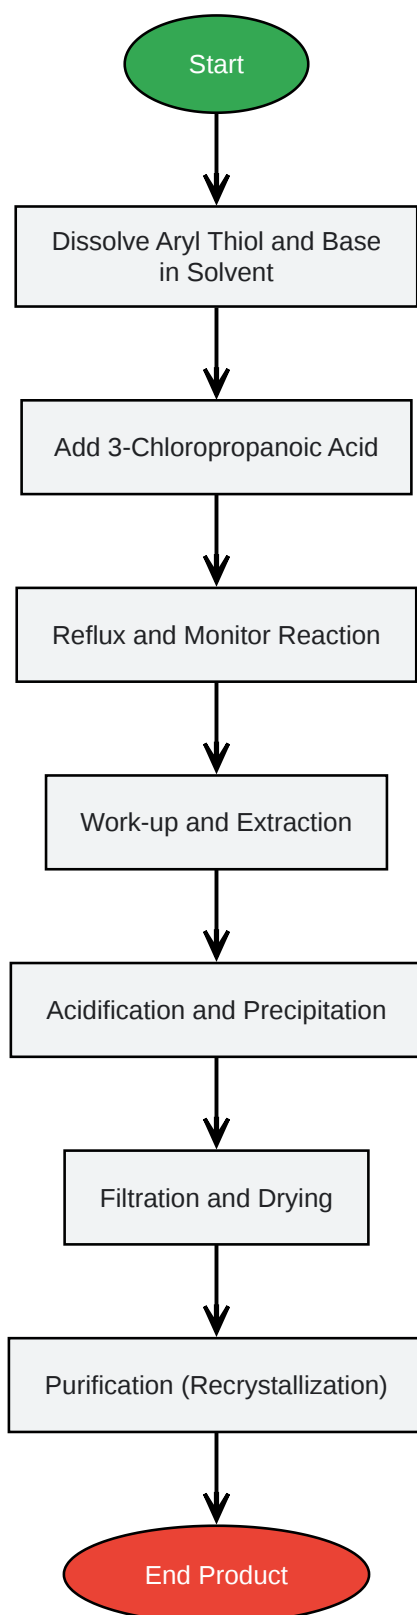 Start
Dissolve Aryl Thiol and Base
in Solvent
Add 3-Chloropropanoic Acid
Reflux and Monitor Reaction
Work-up and Extraction
Acidification and Precipitation
Filtration and Drying
Purification (Recrystallization)
End Product